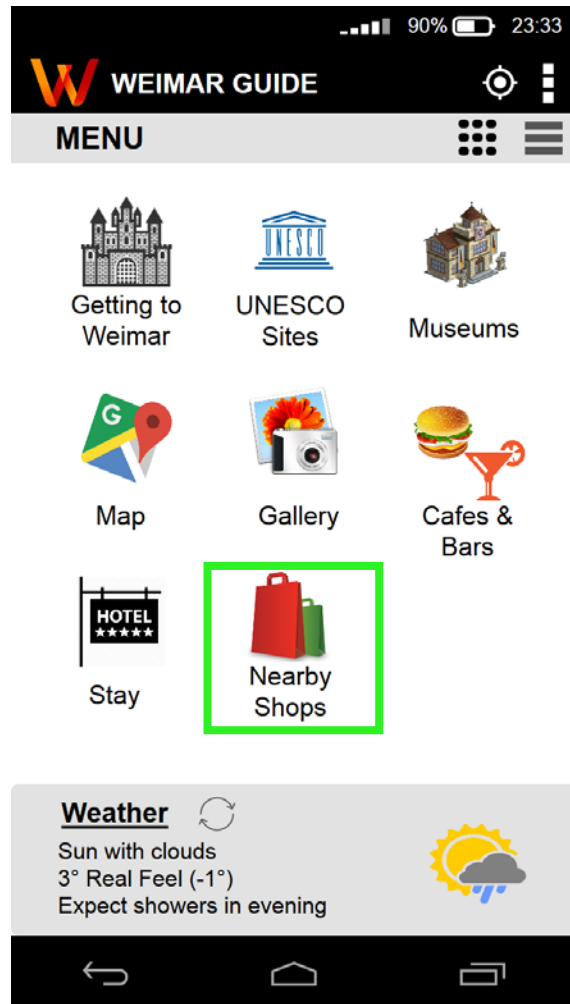 90% 23:33
WEIMAR GUIDE
MENU
UNESCO
Getting to
Weimar
UNESCO
Sites
Museums
G
Map
Gallery
Cafes &
Bars
HOTEL
★★★★★
Stay
Nearby
Shops
Weather
Sun with clouds
3° Real Feel (-1°)
Expect showers in evening